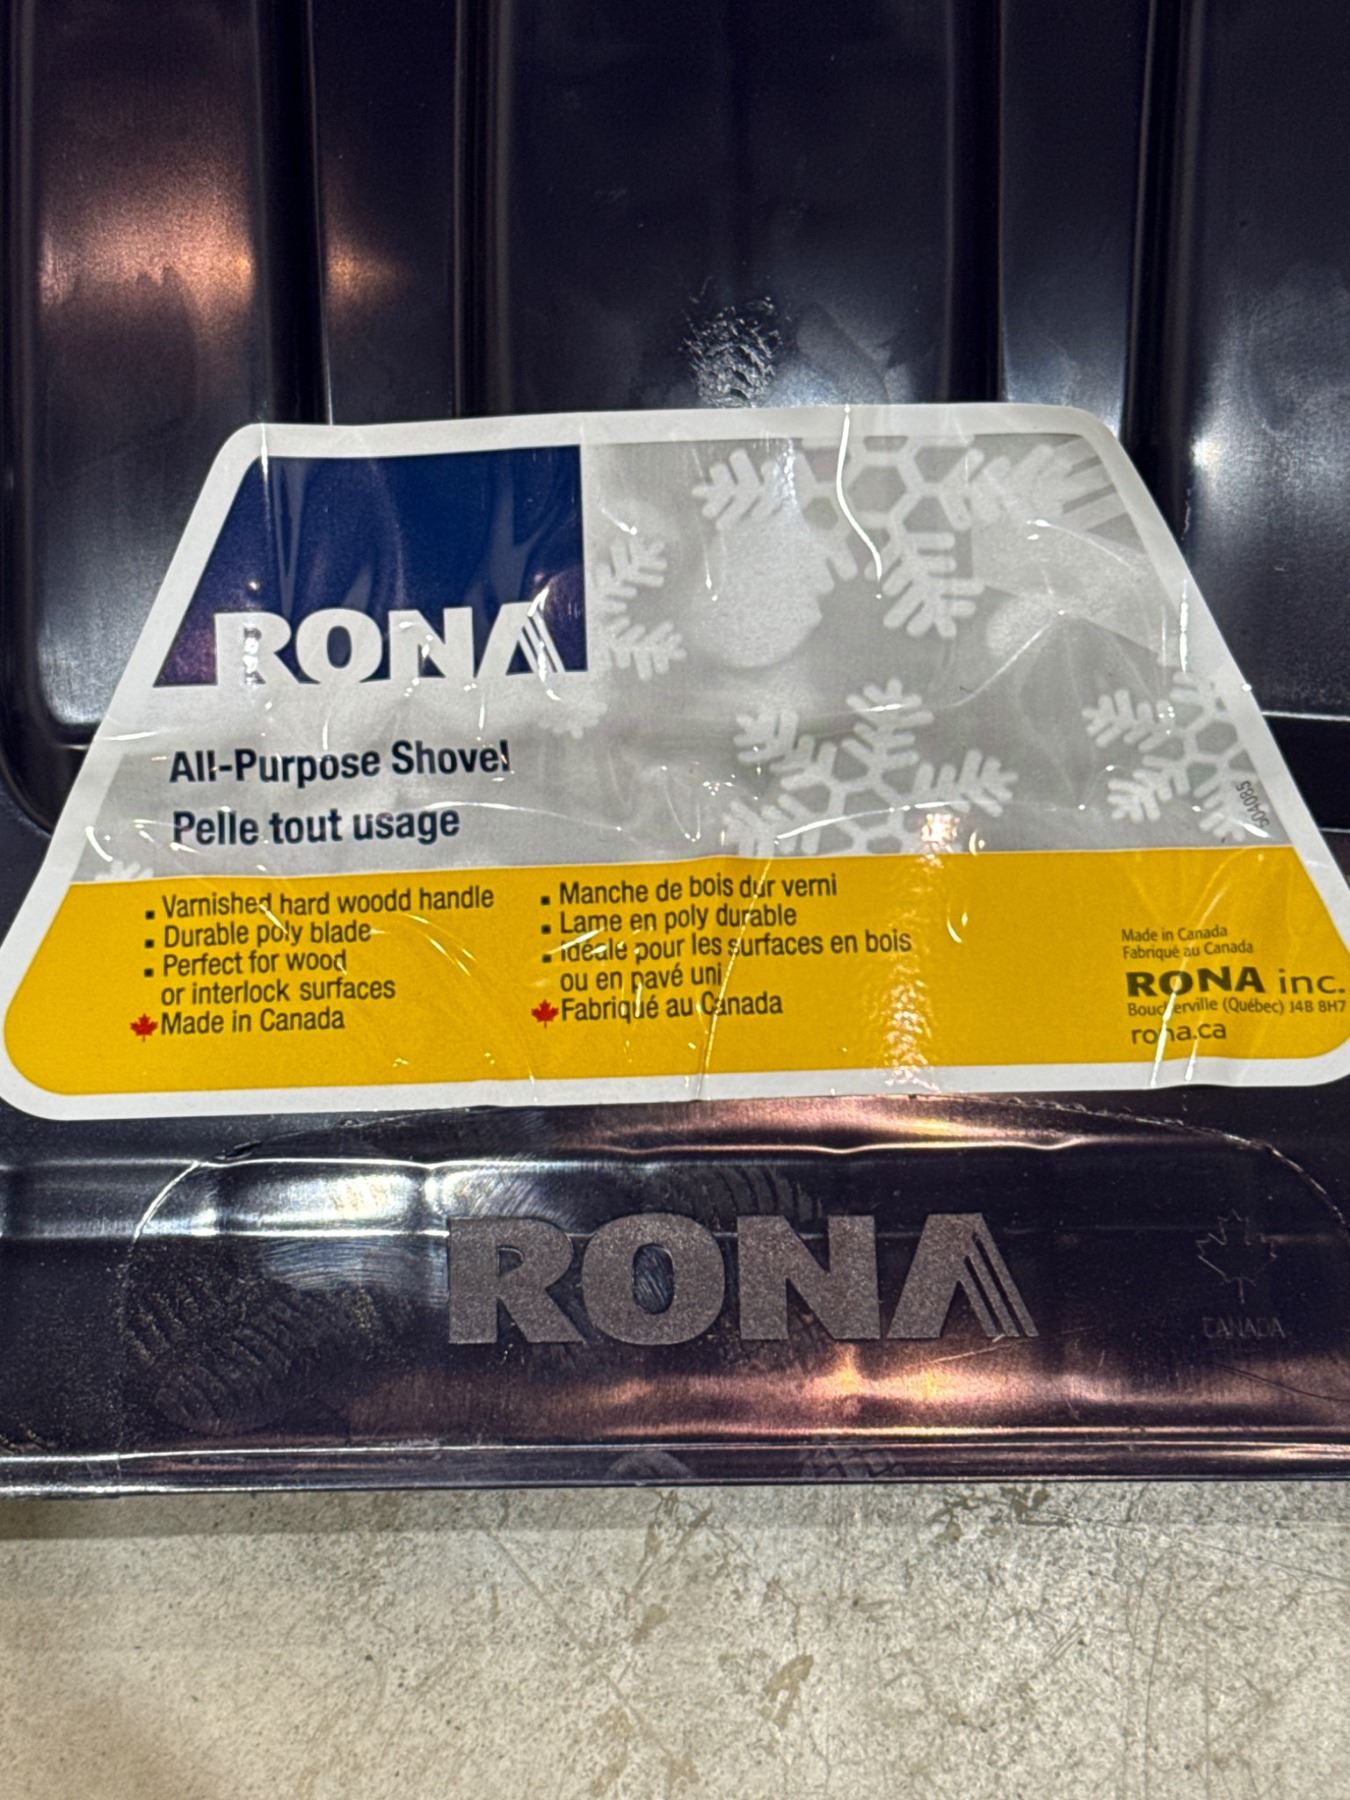 RONA
All-Purpose Shovel
Pelle tout usage
▪ Varnished hard woodd handle
▪ Durable poly blade
▪ Perfect for wood
or interlock surfaces
Made in Canada
▪ Manche de bois dur verni
▪ Lame en poly durable
▪ Idéale pour les surfaces en bois
ou en pavé uni
Fabriqué au Canada
504085
Made in Canada
Fabriqué au Canada
RONA inc.
Boucherville (Québec) J4B 8H7
rona.ca
RONA
CANADA